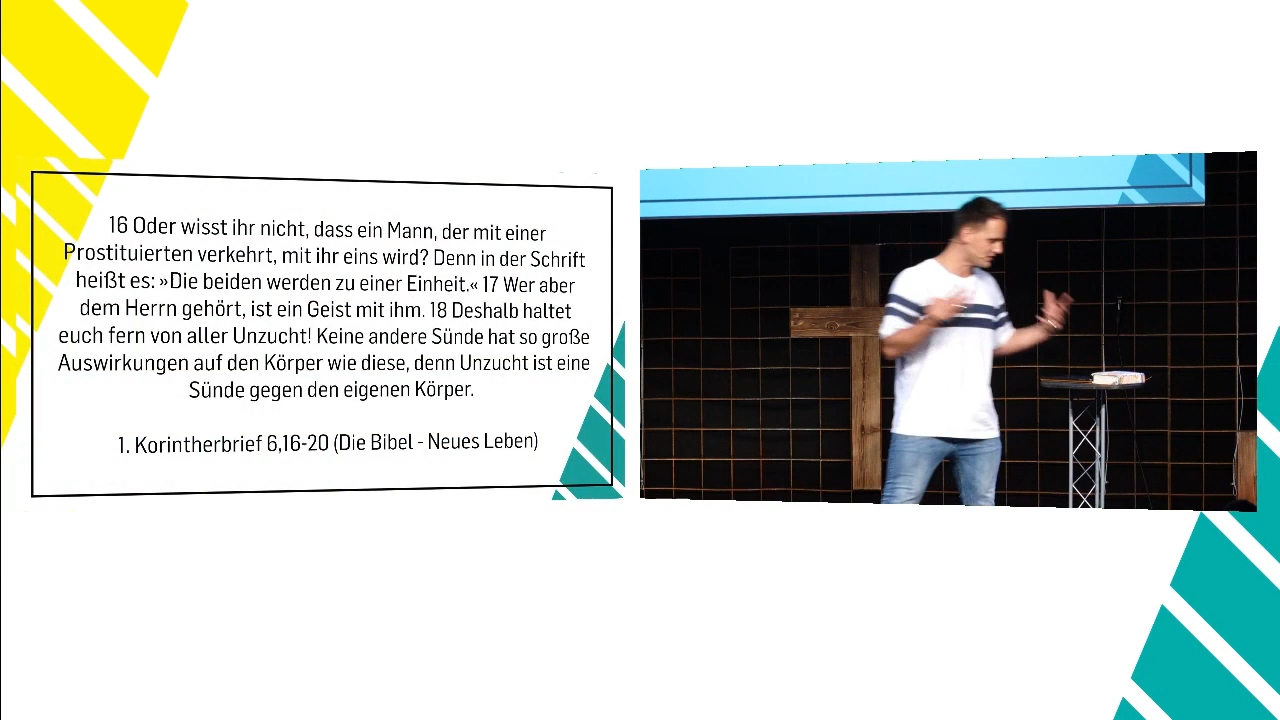 16 Oder wisst ihr nicht, dass ein Mann, der mit einer
Prostituierten verkehrt, mit ihr eins wird? Denn in der Schrift
heißt es: »Die beiden werden zu einer Einheit.« 17 Wer aber
dem Herrn gehört, ist ein Geist mit ihm. 18 Deshalb haltet
euch fern von aller Unzucht! Keine andere Sünde hat so große
Auswirkungen auf den Körper wie diese, denn Unzucht ist eine
Sünde gegen den eigenen Körper.
1. Korintherbrief 6,16-20 (Die Bibel - Neues Leben)